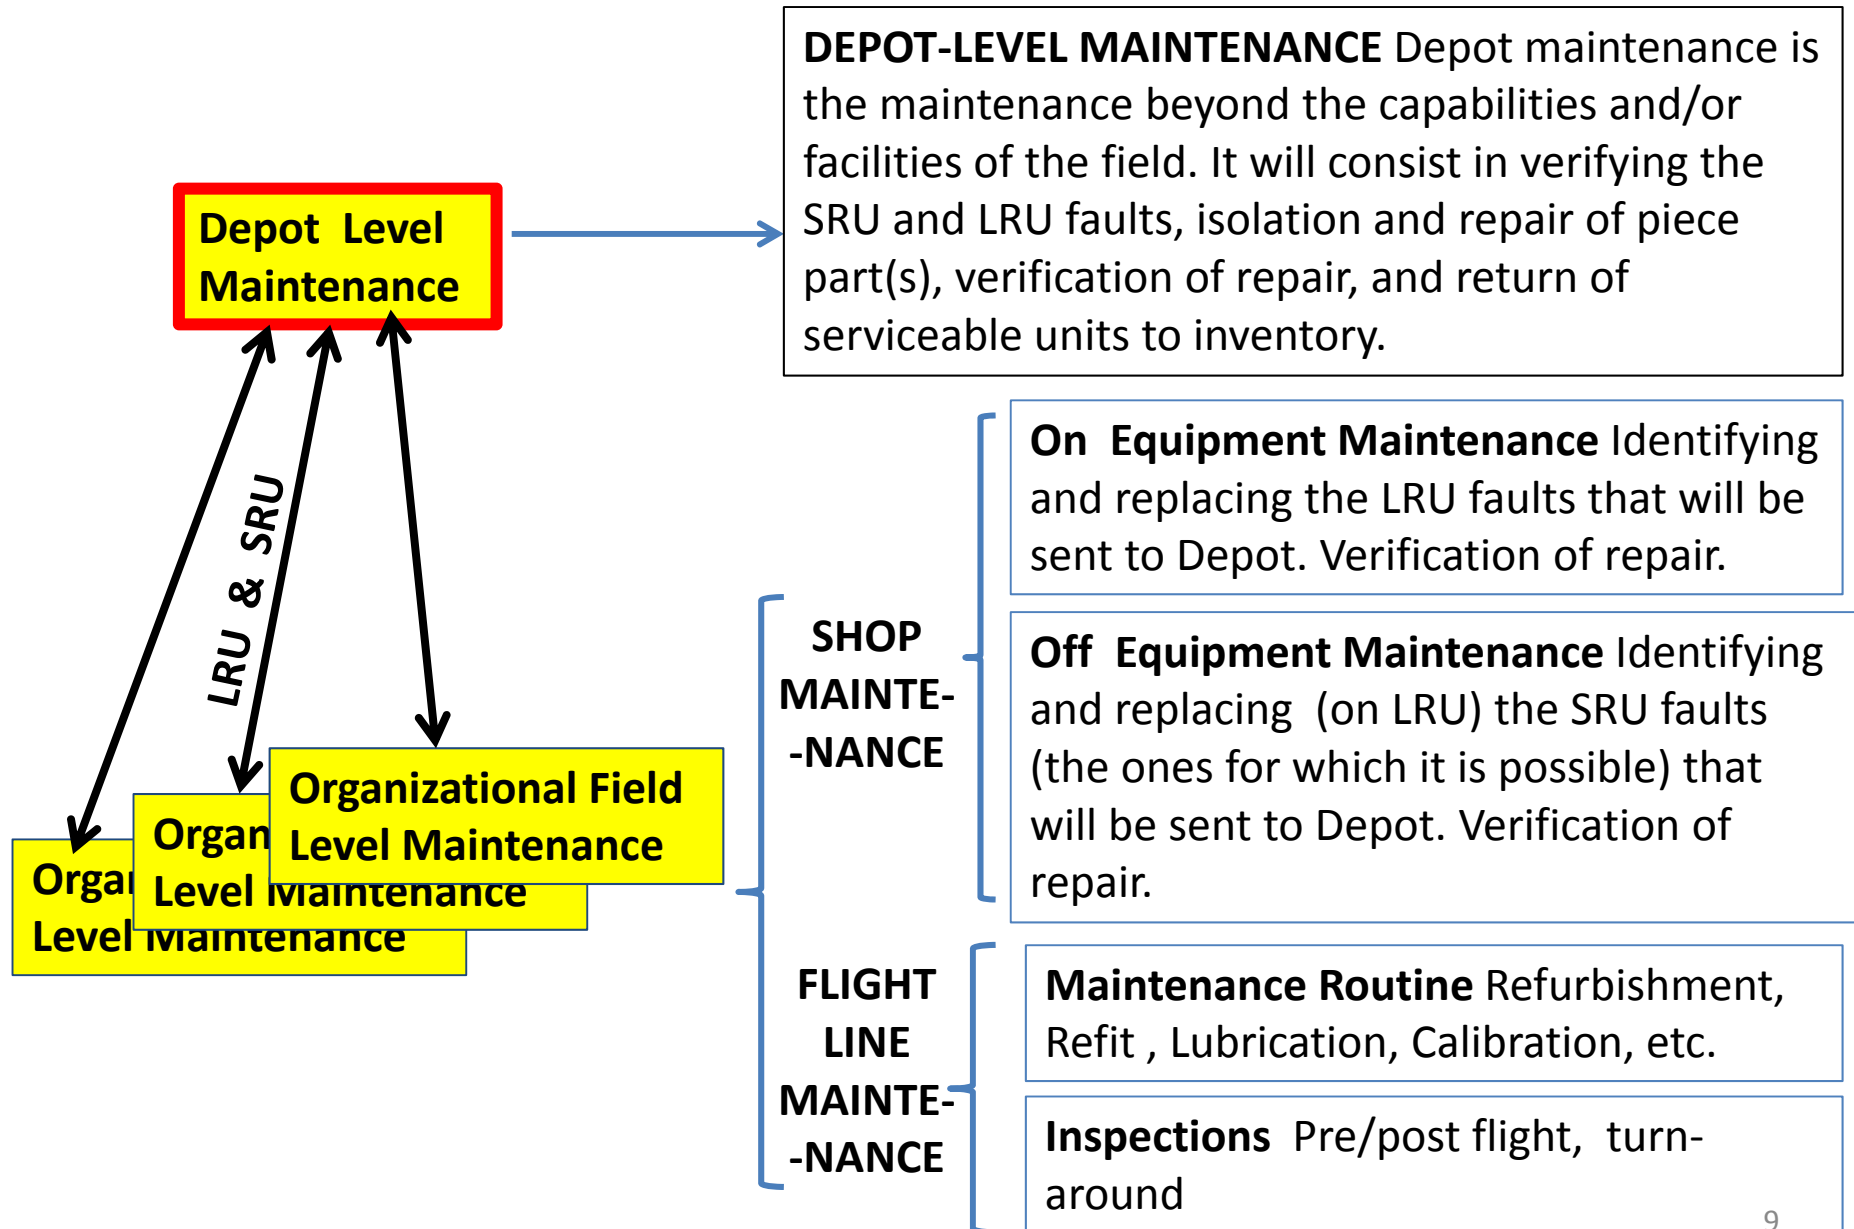 DEPOT-LEVEL MAINTENANCE Depot maintenance is
the maintenance beyond the capabilities and/or
facilities of the field. It will consist in verifying the
SRU and LRU faults, isolation and repair of piece
part(s), verification of repair, and return of
serviceable units to inventory.
Depot Level
Maintenance
LRU & SRU
Organizational Field
Level Maintenance
Organ
Level Maintenance
Orga
Level Maintenance
SHOP
MAINTE-
-NANCE
On Equipment Maintenance Identifying
and replacing the LRU faults that will be
sent to Depot. Verification of repair.
Off Equipment Maintenance Identifying
and replacing (on LRU) the SRU faults
(the ones for which it is possible) that
will be sent to Depot. Verification of
repair.
FLIGHT
LINE
MAINTE-
-NANCE
Maintenance Routine Refurbishment,
Refit , Lubrication, Calibration, etc.
Inspections Pre/post flight, turn-
around
9